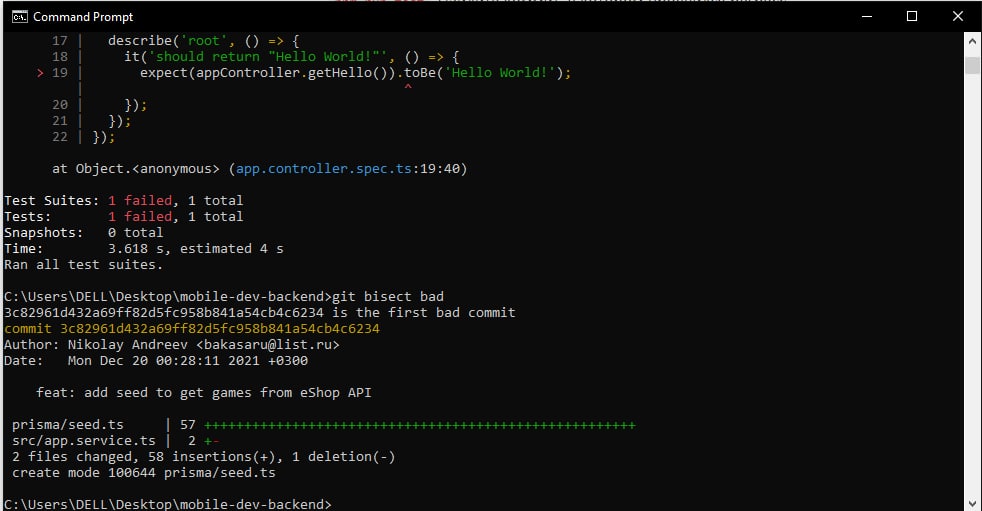 Command Prompt
17 | describe('root', () => {
18 | it('should return "Hello World!"', () => {
> 19 | expect(appController.getHello()).toBe('Hello World!');
| ^
20 | });
21 | });
22 | });
at Object.<anonymous> (app.controller.spec.ts:19:40)
Test Suites: 1 failed, 1 total
Tests: 1 failed, 1 total
Snapshots: 0 total
Time: 3.618 s, estimated 4 s
Ran all test suites.
C:\Users\DELL\Desktop\mobile-dev-backend>git bisect bad
3c82961d432a69ff82d5fc958b841a54cb4c6234 is the first bad commit
commit 3c82961d432a69ff82d5fc958b841a54cb4c6234
Author: Nikolay Andreev <bakasaru@list.ru>
Date: Mon Dec 20 00:28:11 2021 +0300
feat: add seed to get games from eShop API
prisma/seed.ts | 57 ++++++++++++++++++++++++++++++++++++++++++++++++++++++
src/app.service.ts | 2 +-
2 files changed, 58 insertions(+), 1 deletion(-)
create mode 100644 prisma/seed.ts
C:\Users\DELL\Desktop\mobile-dev-backend>